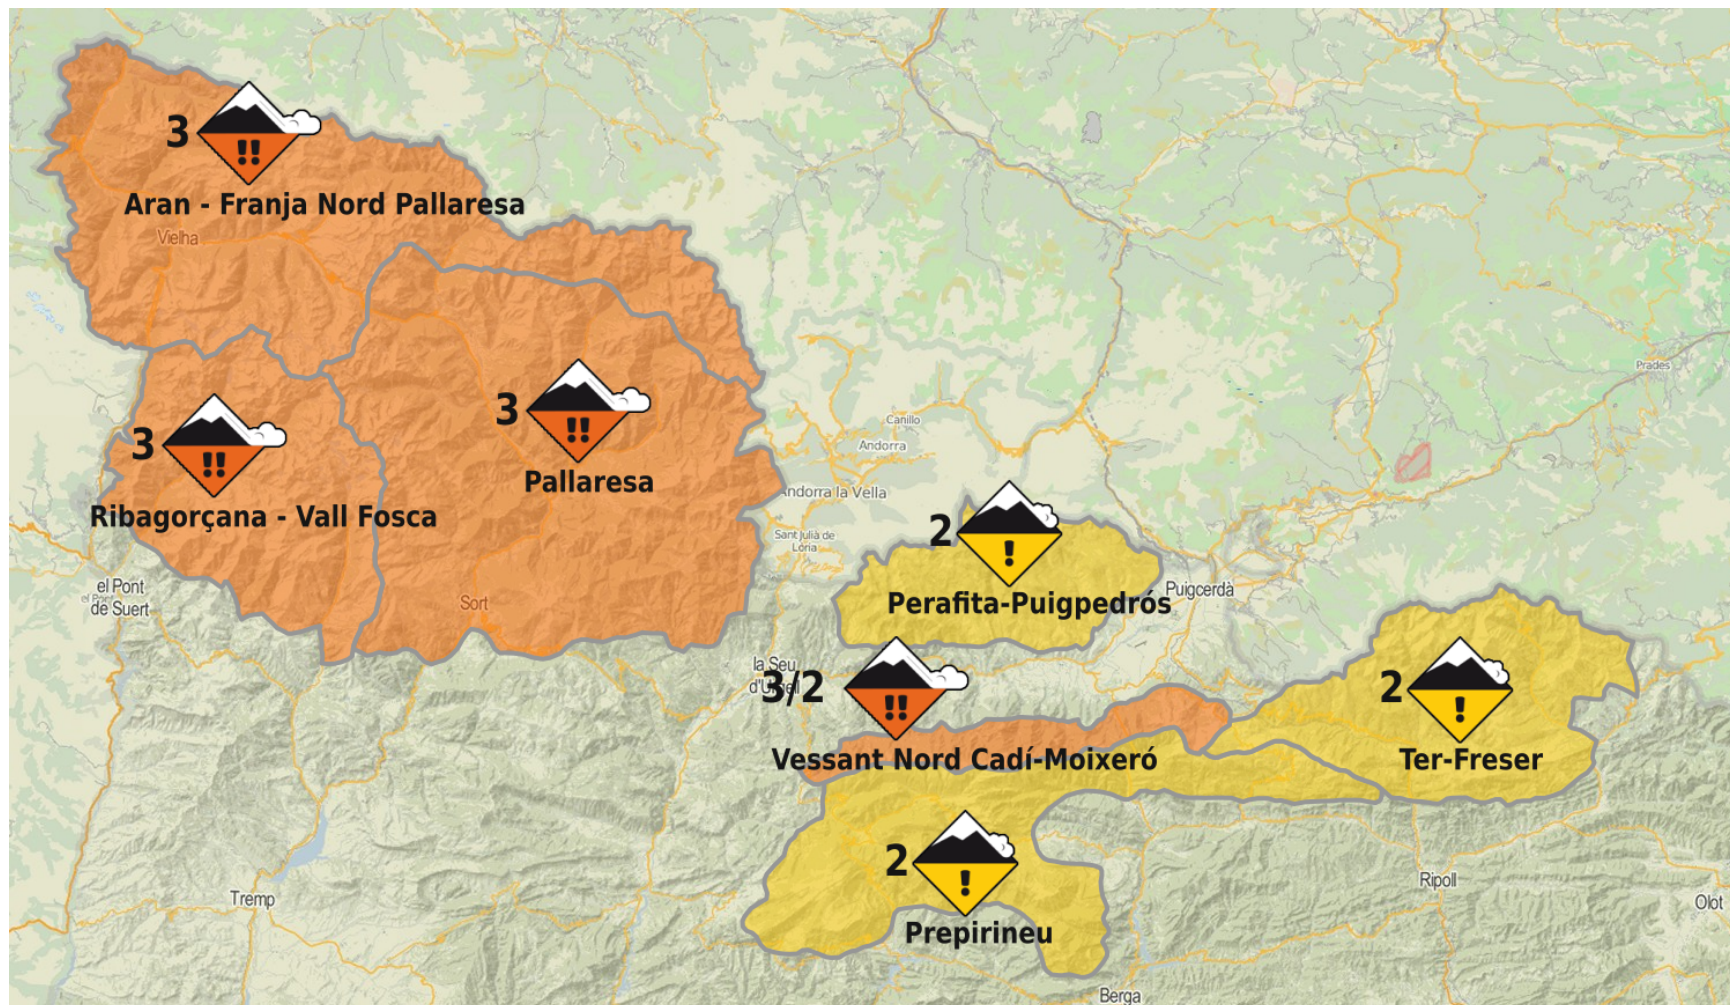 3
!!
Aran - Franja Nord Pallaresa
Vielha
Prades
3
!!
Pallaresa
Canillo
Andorra
3
!!
Ribagorçana - Vall Fosca
Andorra la Vella
Sant Julià de
Lòria
2
!
Perafita-Puigpedrós
Puigcerdà
el Pont
de Suert
Sort
la Seu
d'Urgell
3/2
!!
Vessant Nord Cadí-Moixeró
2
!
Ter-Freser
2
!
Prepirineu
Tremp
Ripoll
Olot
Berga